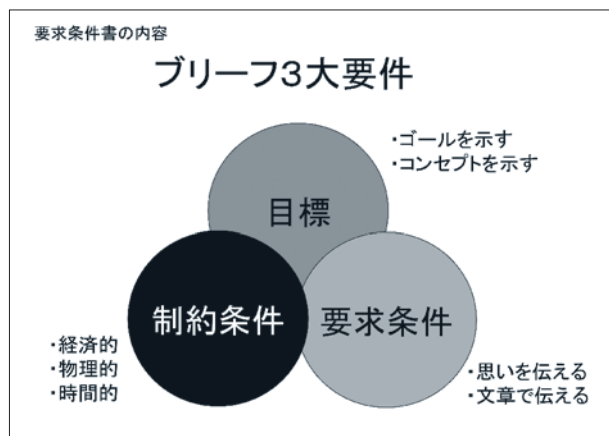 要求条件書の内容
ブリーフ3大要件
・ゴールを示す
・コンセプトを示す
目標
制約条件
要求条件
・経済的
・物理的
・時間的
・思いを伝える
・文章で伝える